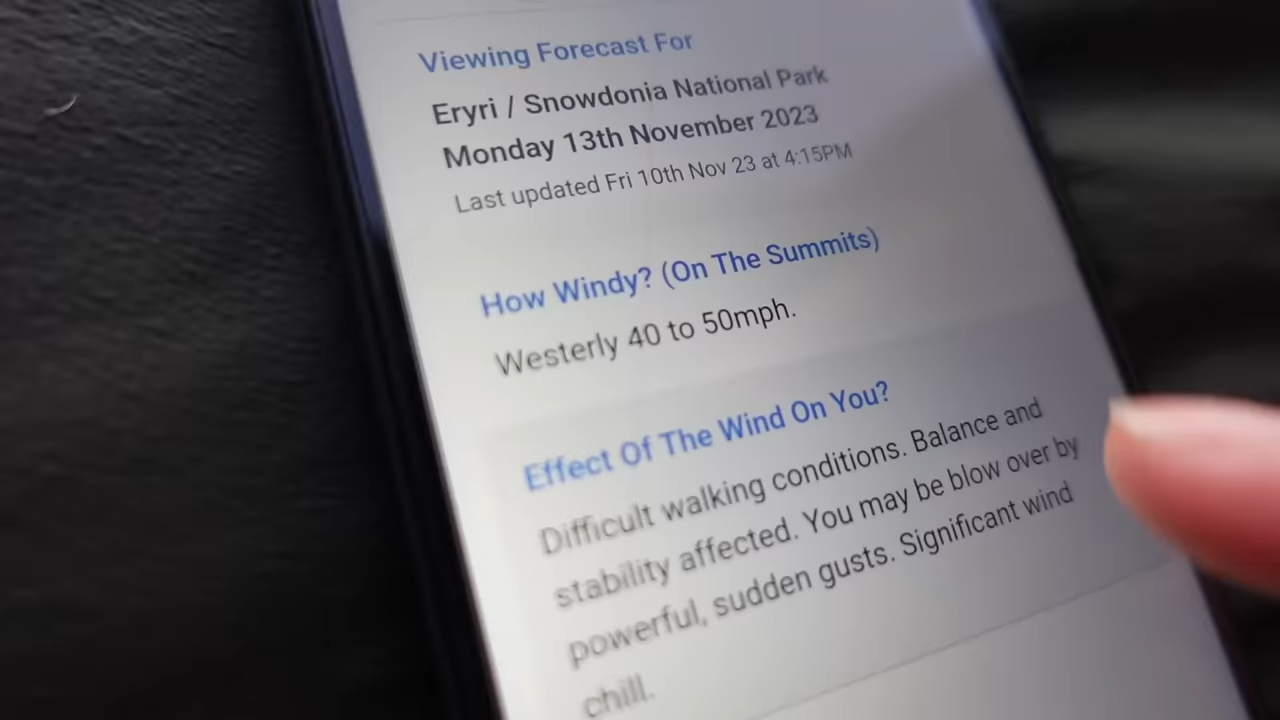 Viewing Forecast For
Eryri / Snowdonia National Park
Monday 13th November 2023
Last updated Fri 10th Nov 23 at 4:15PM
How Windy? (On The Summits)
Westerly 40 to 50mph.
Effect Of The Wind On You?
Difficult walking conditions. Balance and
stability affected. You may be blow over by
powerful, sudden gusts. Significant wind
chill.